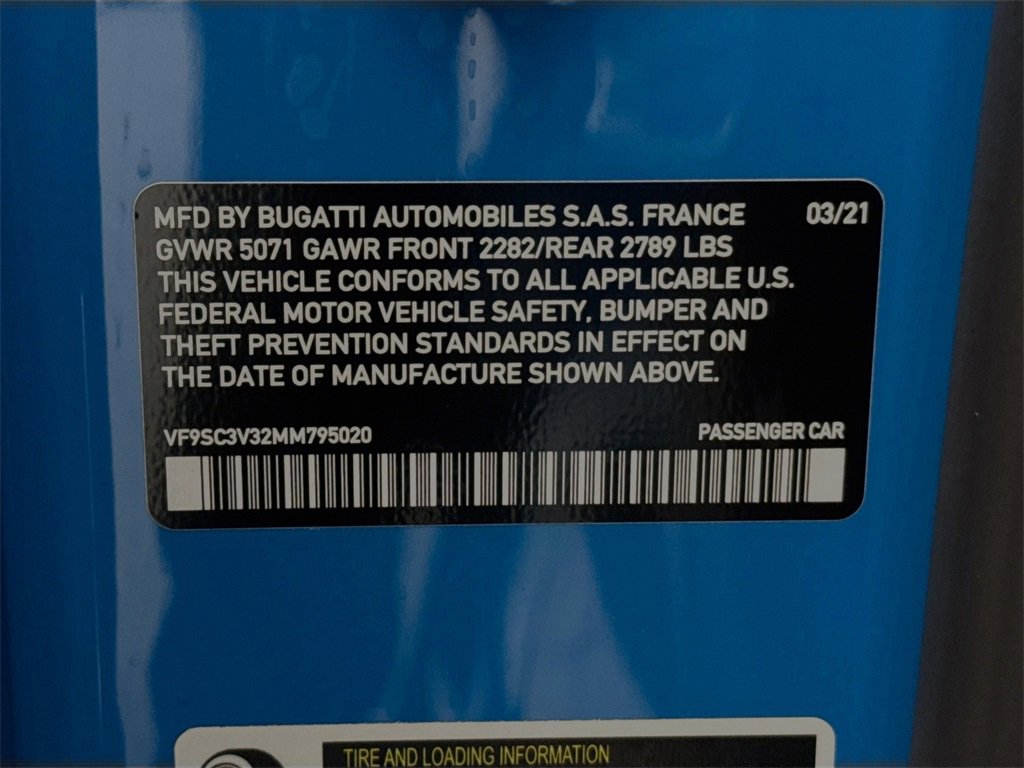 MFD BY BUGATTI AUTOMOBILES S.A.S. FRANCE 03/21
GVWR 5071 GAWR FRONT 2282/REAR 2789 LBS
THIS VEHICLE CONFORMS TO ALL APPLICABLE U.S.
FEDERAL MOTOR VEHICLE SAFETY, BUMPER AND
THEFT PREVENTION STANDARDS IN EFFECT ON
THE DATE OF MANUFACTURE SHOWN ABOVE.
VF9SC3V32MM795020 PASSENGER CAR
TIRE AND LOADING INFORMATION